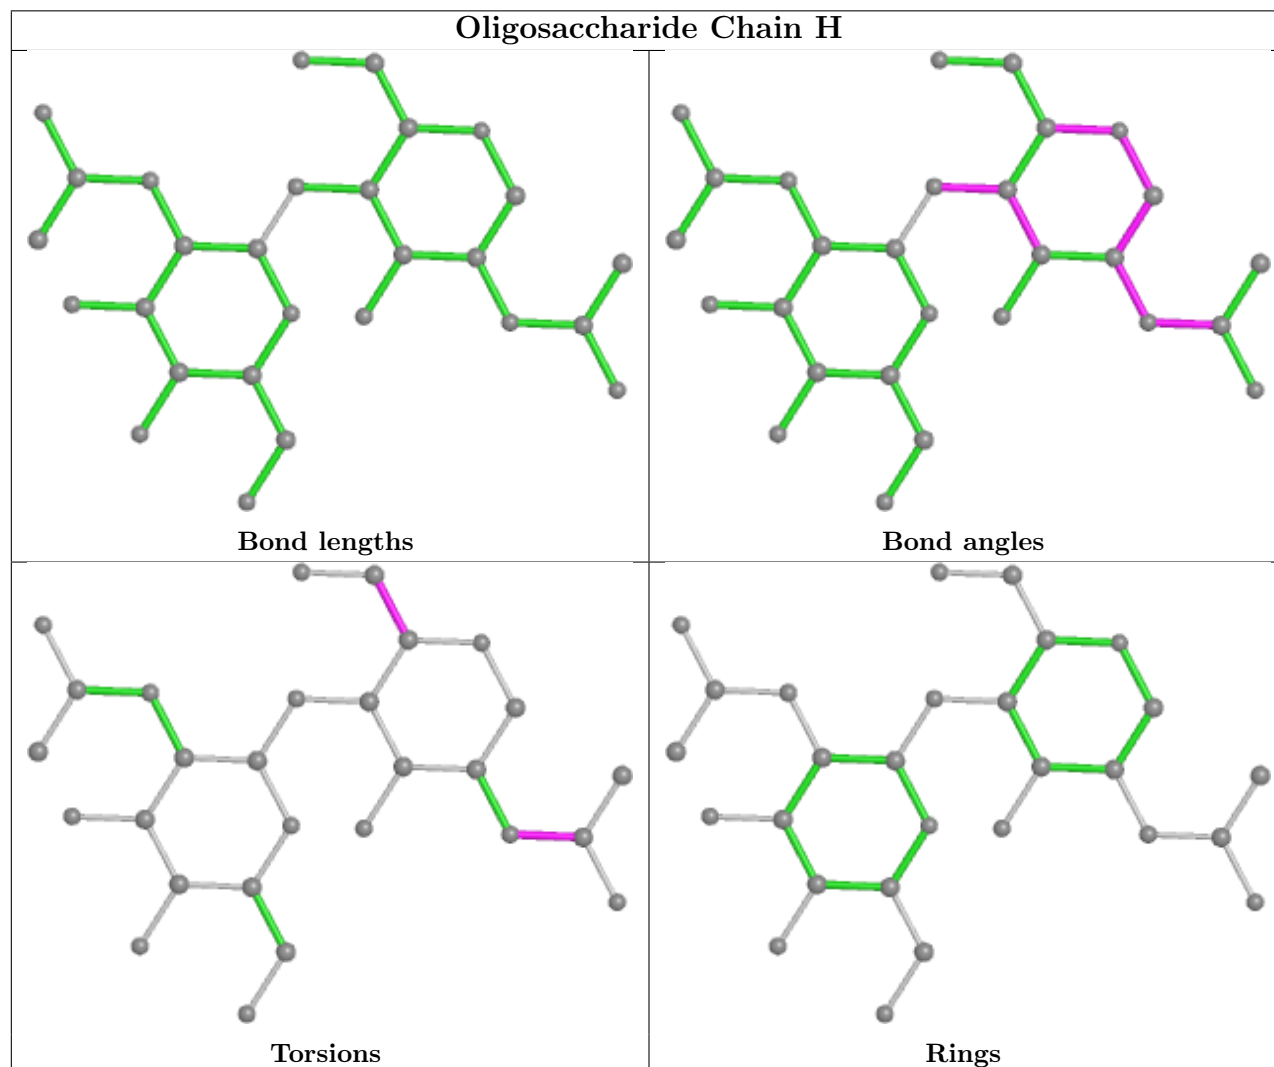 Oligosaccharide Chain H
Bond lengths
Bond angles
Torsions
Rings